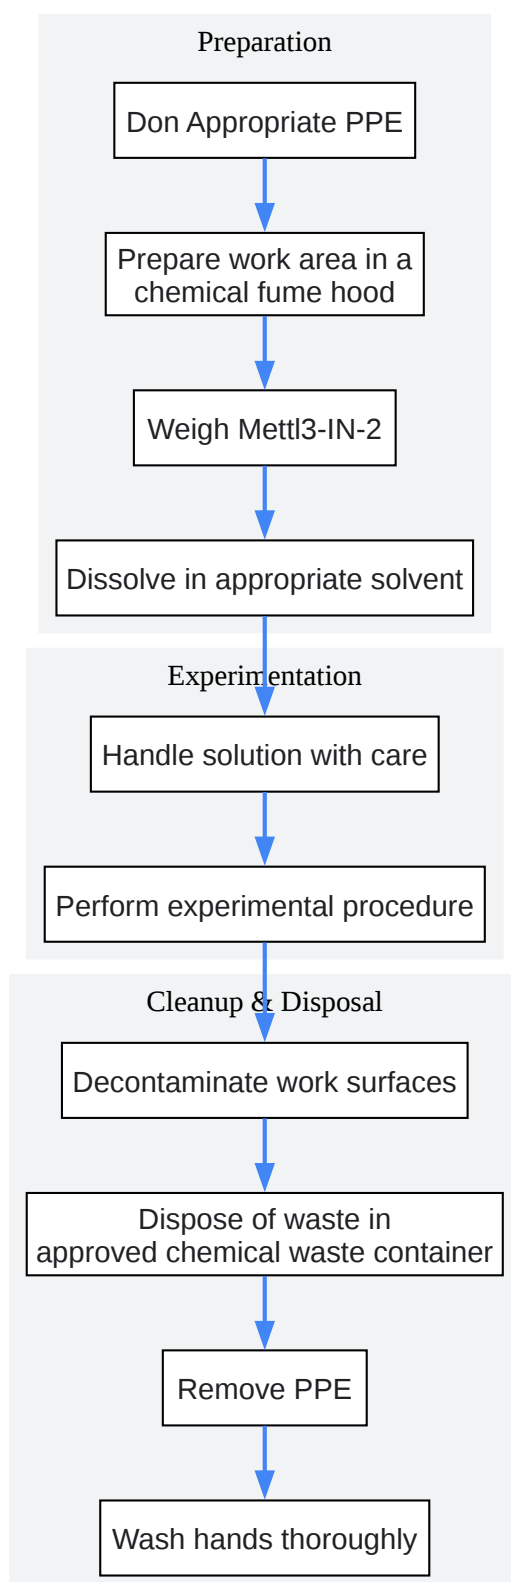 Preparation
Don Appropriate PPE
Prepare work area in a
chemical fume hood
Weigh Mettl3-IN-2
Dissolve in appropriate solvent
Experimentation
Handle solution with care
Perform experimental procedure
Cleanup & Disposal
Decontaminate work surfaces
Dispose of waste in
approved chemical waste container
Remove PPE
Wash hands thoroughly